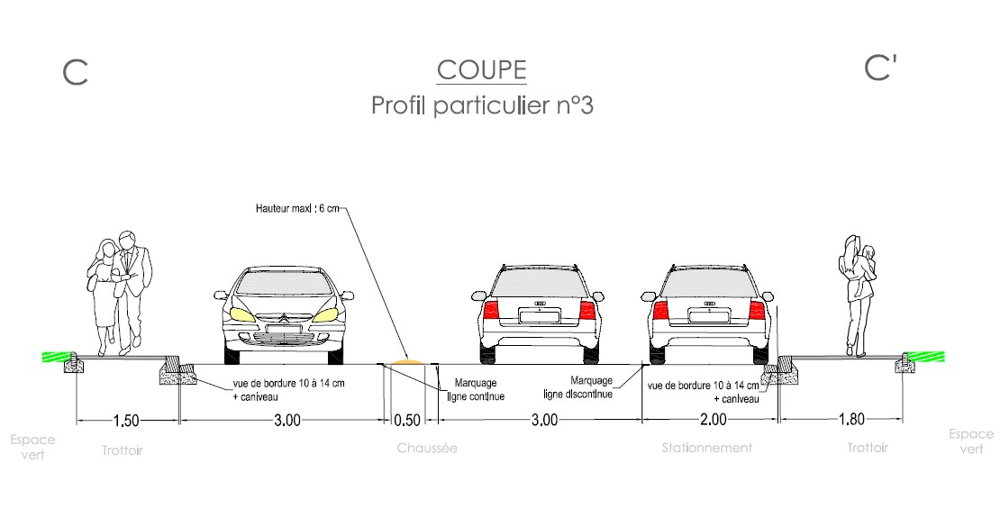 C
COUPE
C'
Profil particulier n°3
Hauteur maxi : 6 cm
vue de bordure 10 à 14 cm
+ caniveau
Marquage
ligne continue
Marquage
ligne discontinue
vue de bordure 10 à 14 cm
+ caniveau
1.50
3.00
0.50
3.00
2.00
1.80
Espace
vert
Trottoir
Chaussée
Stationnement
Trottoir
Espace
vert